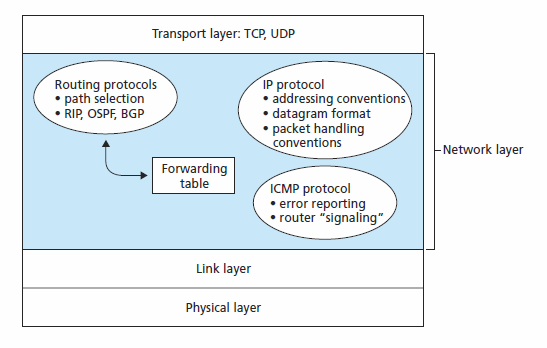 Transport layer: TCP, UDP
Routing protocols
• path selection
• RIP, OSPF, BGP
IP protocol
• addressing conventions
• datagram format
• packet handling
conventions
Network layer
Forwarding
table
ICMP protocol
• error reporting
• router “signaling”
Link layer
Physical layer